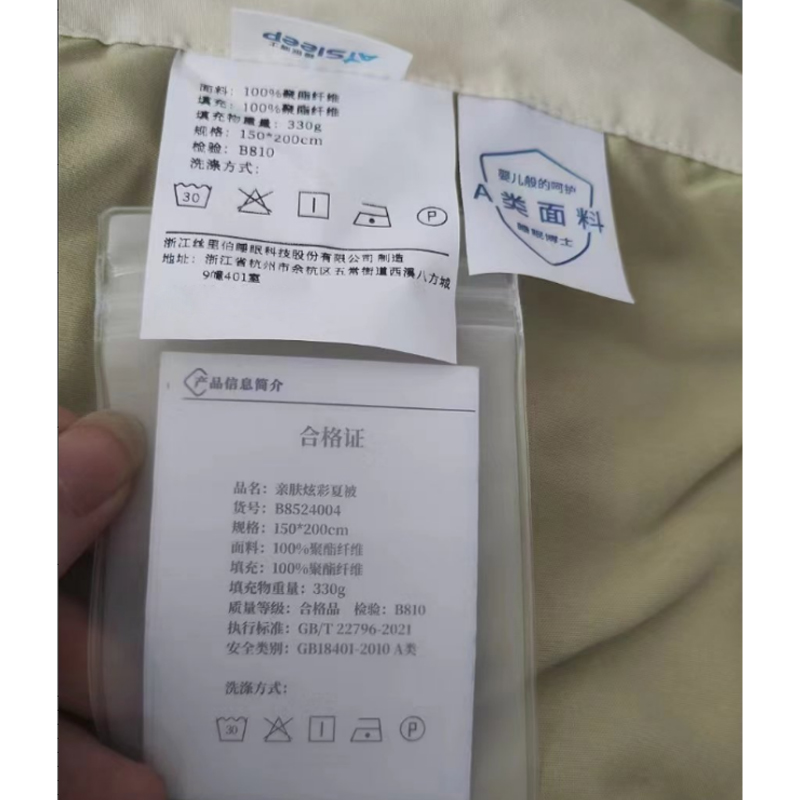 AiSleep
睡眠博士
面料：100%聚酯纤维
填充：100%聚酯纤维
填充物重量：330g
规格：150*200cm
检验：B810
洗涤方式：
30
P
浙江丝里伯睡眠科技股份有限公司 制造
地址：浙江省杭州市余杭区五常街道西溪八方城
9幢401室
婴儿般的呵护
A类面料
睡眠博士
产品信息简介
合格证
品名：亲肤炫彩夏被
货号：B8524004
规格：150*200cm
面料：100%聚酯纤维
填充：100%聚酯纤维
填充物重量：330g
质量等级：合格品 检验：B810
执行标准：GB/T 22796-2021
安全类别：GB18401-2010 A类
洗涤方式：
30
P